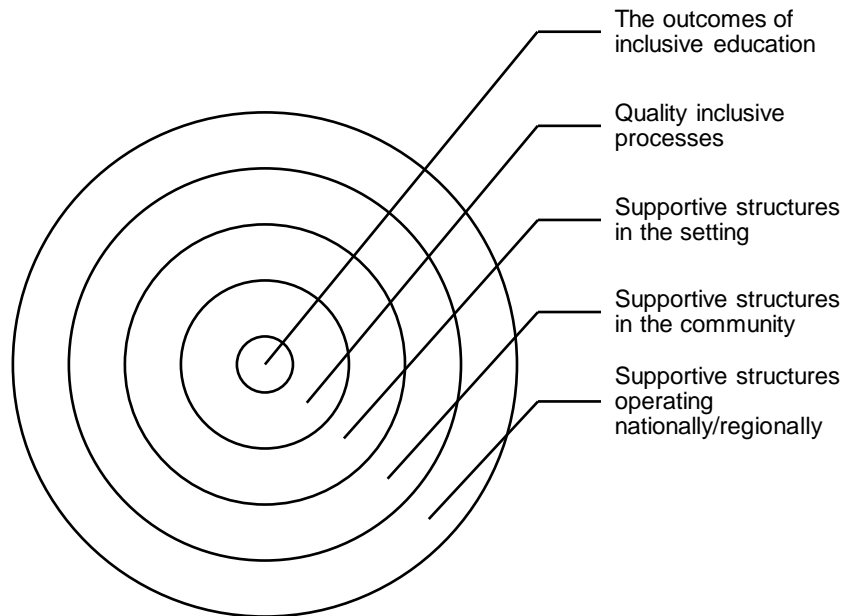 The outcomes of
inclusive education
Quality inclusive
processes
Supportive structures
in the setting
Supportive structures
in the community
Supportive structures
operating
nationally/regionally